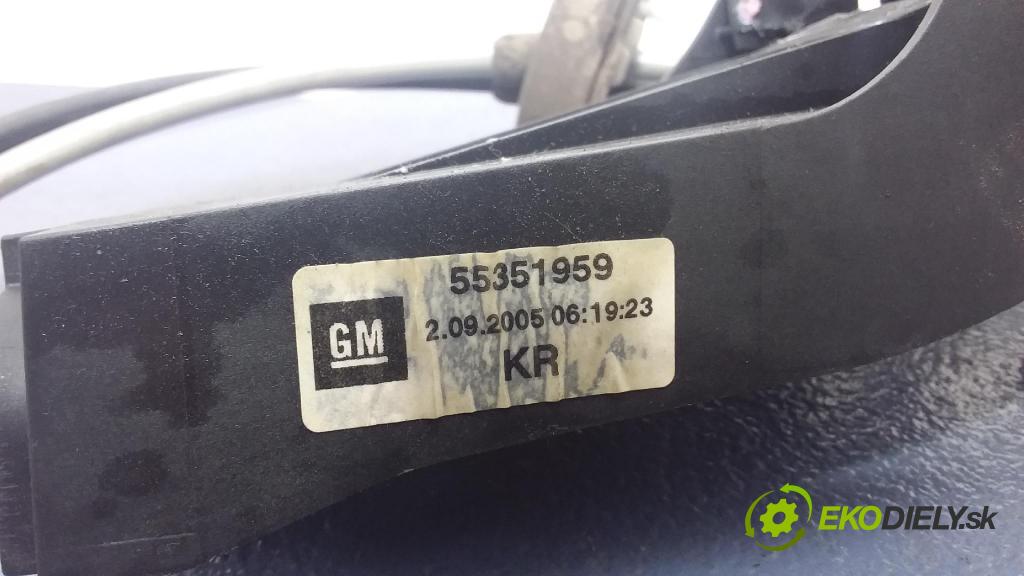 55351959
GM
2.09.2005 06:19:23
KR
EKODIELY.sk